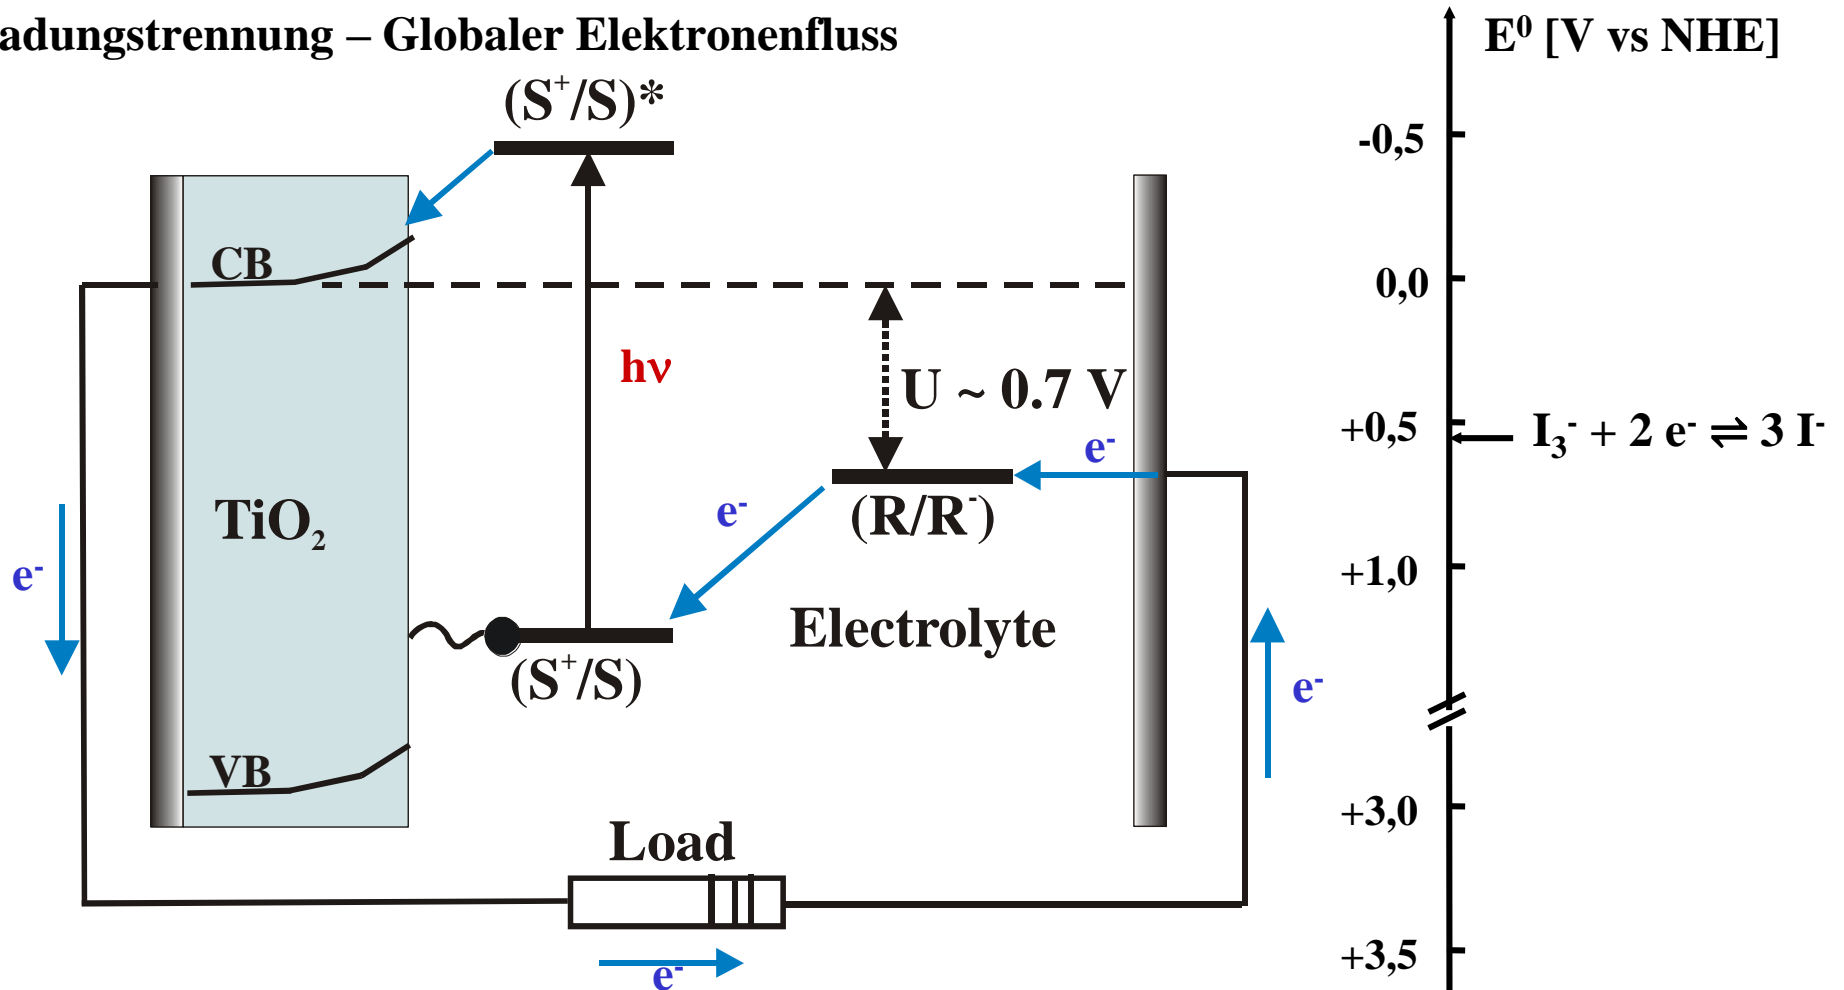 adungstrennung – Globaler Elektronenfluss
E⁰ [V vs NHE]
(S⁺/S)*
-0,5
CB
0,0
hν
U ~ 0.7 V
+0,5
I₃⁻ + 2 e⁻ ⇌ 3 I⁻
e⁻
TiO₂
e⁻
(R/R⁻)
e⁻
+1,0
Electrolyte
(S⁺/S)
e⁻
VB
+3,0
Load
+3,5
e⁻